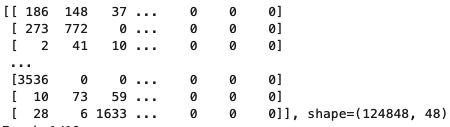 [[ 186 148 37 ... 0 0 0]
[ 273 772 0 ... 0 0 0]
[ 2 41 10 ... 0 0 0]
...
[3536 0 0 ... 0 0 0]
[ 10 73 59 ... 0 0 0]
[ 28 6 1633 ... 0 0 0]], shape=(124848, 48)